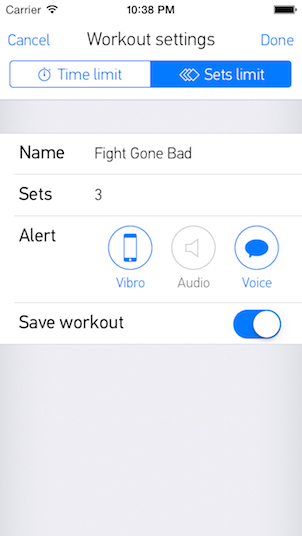 Carrier 10:38 PM
Cancel Workout settings Done
Time limit Sets limit
Name Fight Gone Bad
Sets 3
Alert
Vibro Audio Voice
Save workout